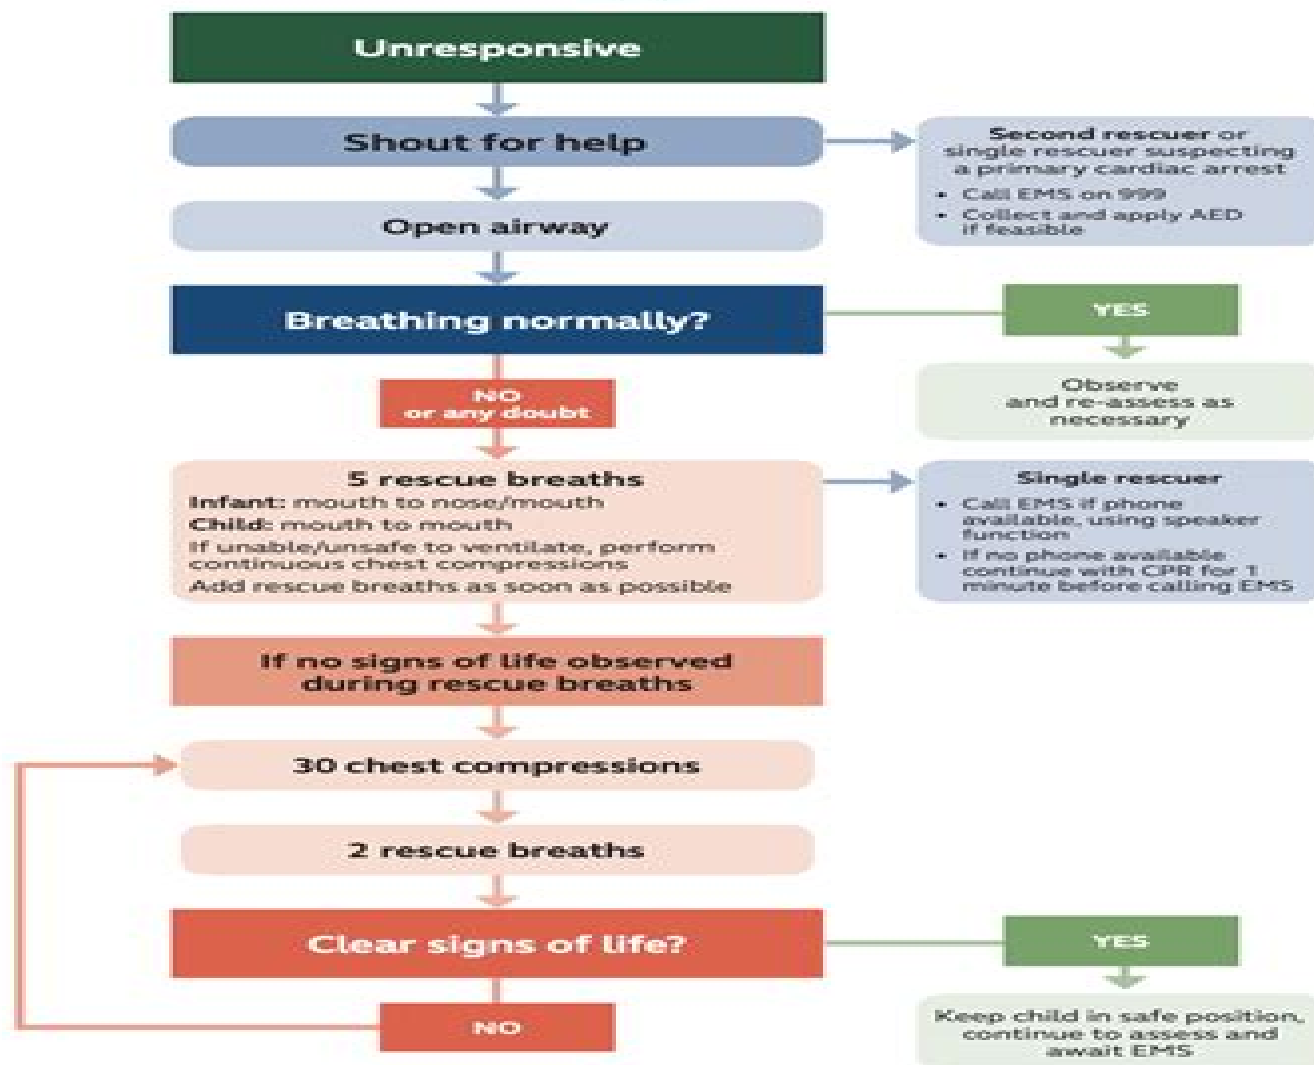 Unresponsive
Shout for help
Second rescuer or
single rescuer suspecting
a primary cardiac arrest
• Call EMS on 999
• Collect and apply AED
if feasible
Open airway
Breathing normally?
YES
Observe
and re-assess as
necessary
NO
or any doubt
5 rescue breaths
Infant: mouth to nose/mouth
Child: mouth to mouth
If unable/unsafe to ventilate, perform
continuous chest compressions
Add rescue breaths as soon as possible
Single rescuer
• Call EMS if phone
available, using speaker
function
• If no phone available
continue with CPR for 1
minute before calling EMS
If no signs of life observed
during rescue breaths
30 chest compressions
2 rescue breaths
Clear signs of life?
YES
Keep child in safe position,
continue to assess and
await EMS
NO